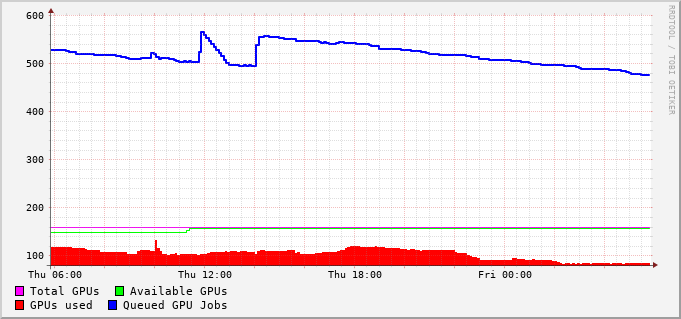 600
500
400
300
200
100
Thu 06:00 Thu 12:00 Thu 18:00 Fri 00:00
Total GPUs Available GPUs
GPUs used Queued GPU Jobs
RRDTOOL / TOBI OETIKER